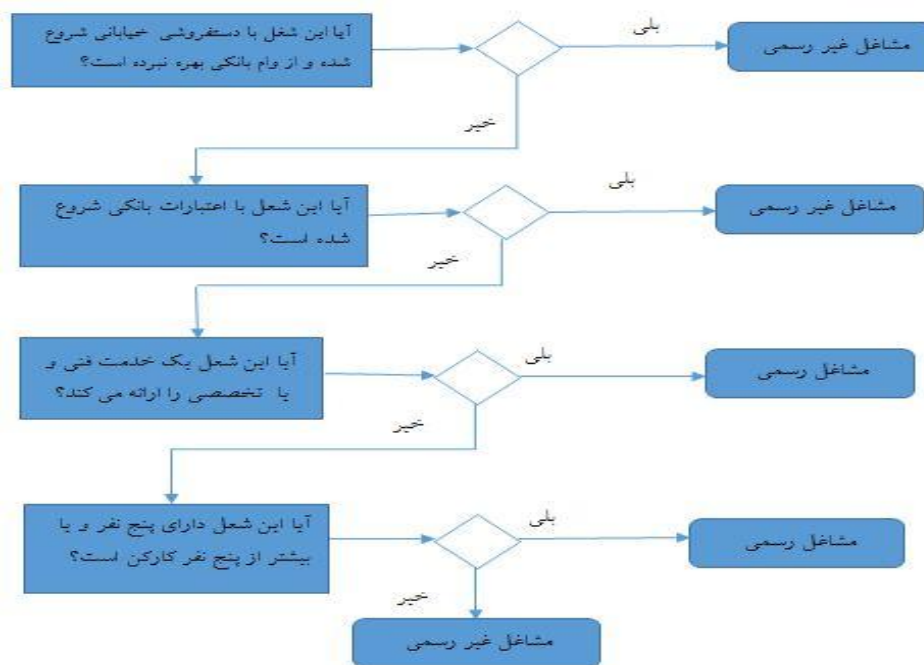 آیا این شغل با دستفروشی خیابانی شروع
شده و از وام بانکی بهره نبرده است؟
بلی
مشاغل غیر رسمی
خیر
آیا این شعل با اعتبارات بانکی شروع
شده است؟
بلی
مشاغل غیر رسمی
خیر
آیا این شعل یک خدمت فنی و
یا تخصصی را ارائه می کند؟
بلی
مشاغل رسمی
خیر
آیا این شعل دارای پنج نفر و یا
بیشتر از پنج نفر کارکن است؟
بلی
مشاغل رسمی
خیر
مشاغل غیر رسمی